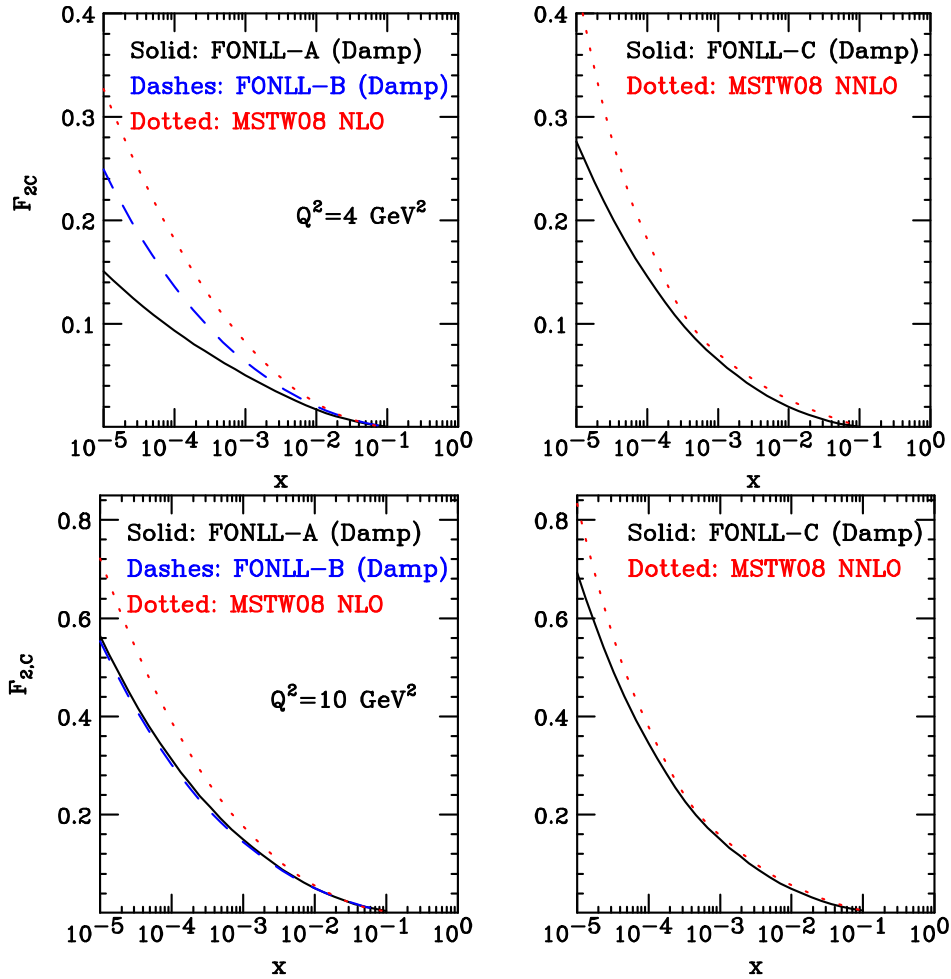 0.4
0.3
0.2
0.1
F2C
Solid: FONLL−A (Damp)
Dashes: FONLL−B (Damp)
Dotted: MSTW08 NLO
Q²=4 GeV²
10⁻⁵ 10⁻⁴ 10⁻³ 10⁻² 10⁻¹ 10⁰
x
0.4
0.3
0.2
0.1
Solid: FONLL−C (Damp)
Dotted: MSTW08 NNLO
10⁻⁵ 10⁻⁴ 10⁻³ 10⁻² 10⁻¹ 10⁰
x
0.8
0.6
0.4
0.2
F2,C
Solid: FONLL−A (Damp)
Dashes: FONLL−B (Damp)
Dotted: MSTW08 NLO
Q²=10 GeV²
10⁻⁵ 10⁻⁴ 10⁻³ 10⁻² 10⁻¹ 10⁰
x
0.8
0.6
0.4
0.2
Solid: FONLL−C (Damp)
Dotted: MSTW08 NNLO
10⁻⁵ 10⁻⁴ 10⁻³ 10⁻² 10⁻¹ 10⁰
x